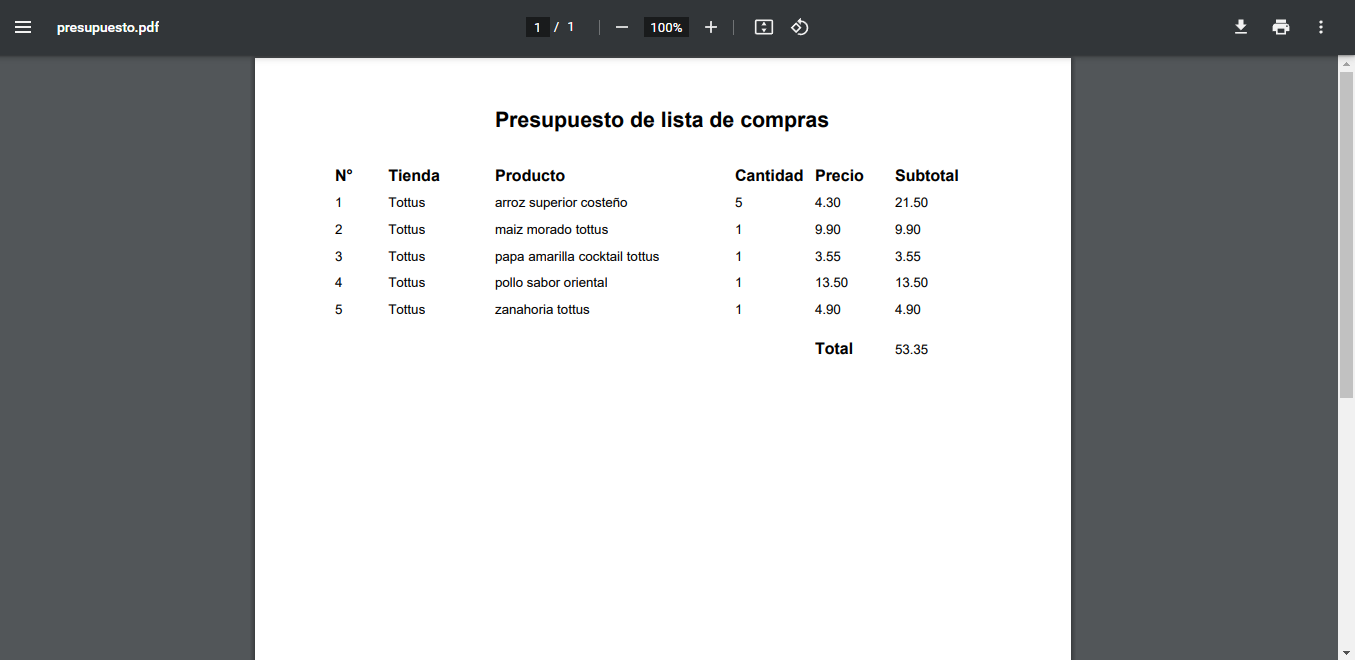 presupuesto.pdf 1 / 1 100%
Presupuesto de lista de compras
N° Tienda Producto Cantidad Precio Subtotal
1 Tottus arroz superior costeño 5 4.30 21.50
2 Tottus maiz morado tottus 1 9.90 9.90
3 Tottus papa amarilla cocktail tottus 1 3.55 3.55
4 Tottus pollo sabor oriental 1 13.50 13.50
5 Tottus zanahoria tottus 1 4.90 4.90
Total 53.35